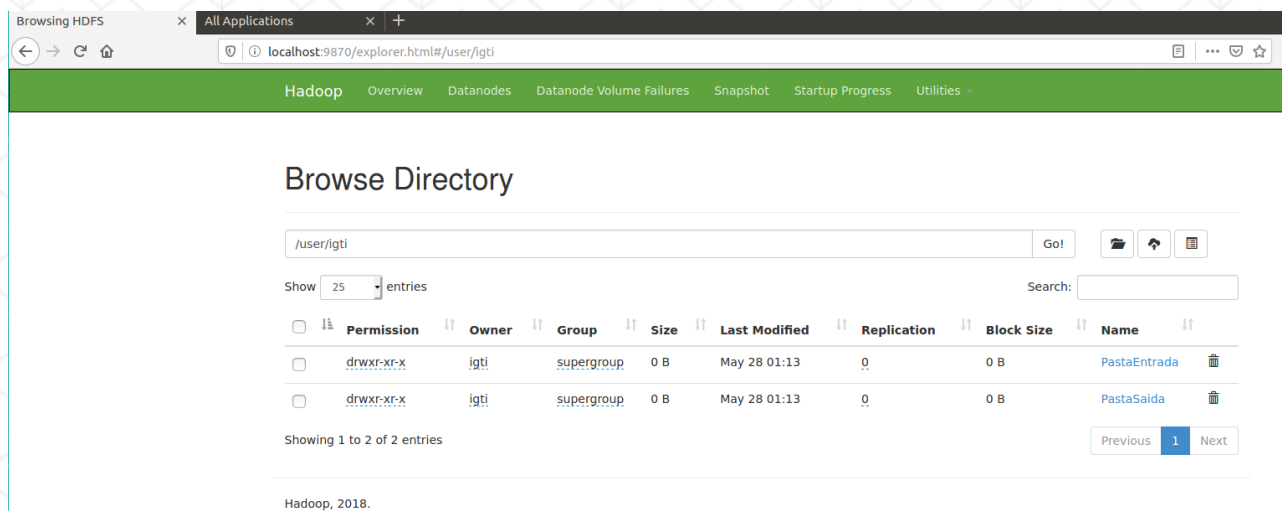 Browsing HDFS × All Applications × +
localhost:9870/explorer.html#/user/igti
Hadoop Overview Datanodes Datanode Volume Failures Snapshot Startup Progress Utilities
Browse Directory
/user/igti Go!
Show 25 entries Search:
Permission Owner Group Size Last Modified Replication Block Size Name
drwxr-xr-x igti supergroup 0 B May 28 01:13 0 0 B PastaEntrada
drwxr-xr-x igti supergroup 0 B May 28 01:13 0 0 B PastaSaida
Showing 1 to 2 of 2 entries Previous 1 Next
Hadoop, 2018.